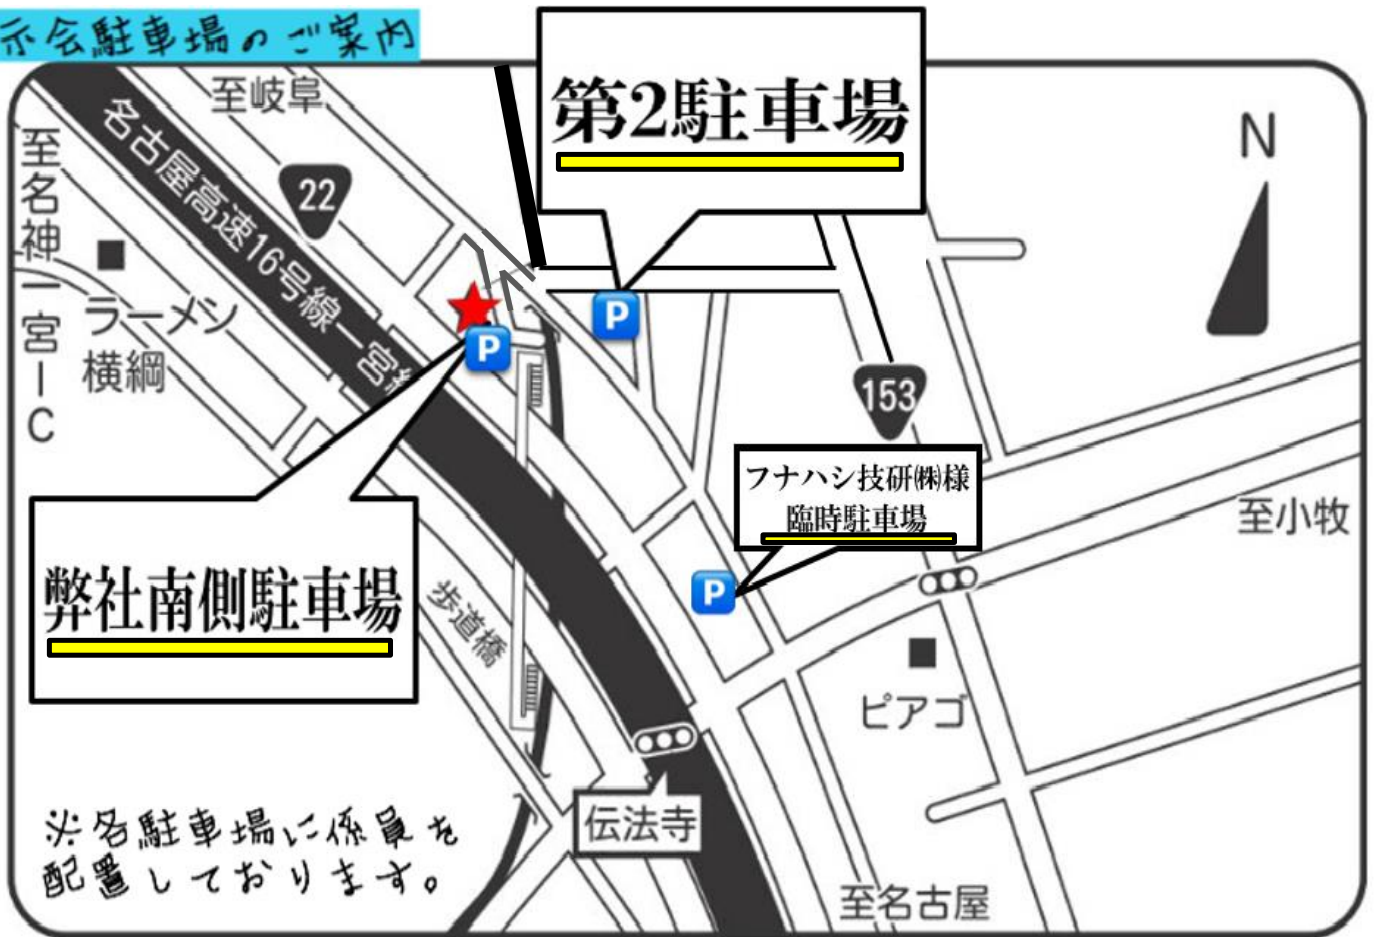 示会駐車場のご案内
第2駐車場
至岐阜
N
22
名古屋高速16号線一宮
至名神一宮IC
ラーメン
横綱
P
P
153
フナハシ技研㈱様
臨時駐車場
至小牧
弊社南側駐車場
歩道橋
P
ピアゴ
伝法寺
※各駐車場に係員を
配置しております。
至名古屋